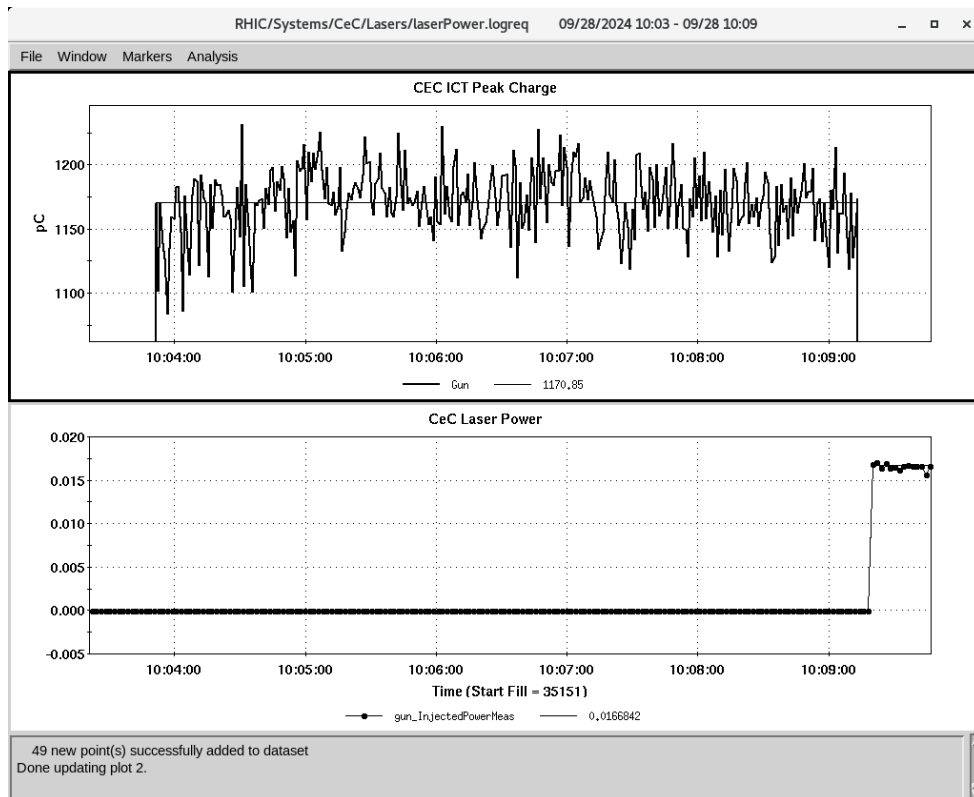 RHIC/Systems/CeC/Lasers/laserPower.logreq 09/28/2024 10:03 - 09/28 10:09
File Window Markers Analysis
CEC ICT Peak Charge
pC
1200
1150
1100
10:04:00 10:05:00 10:06:00 10:07:00 10:08:00 10:09:00
Gun 1170.85
CeC Laser Power
0.020
0.015
0.010
0.005
0.000
-0.005
10:04:00 10:05:00 10:06:00 10:07:00 10:08:00 10:09:00
Time (Start Fill = 35151)
gun_InjectedPowerMeas 0.0166842
49 new point(s) successfully added to dataset
Done updating plot 2.